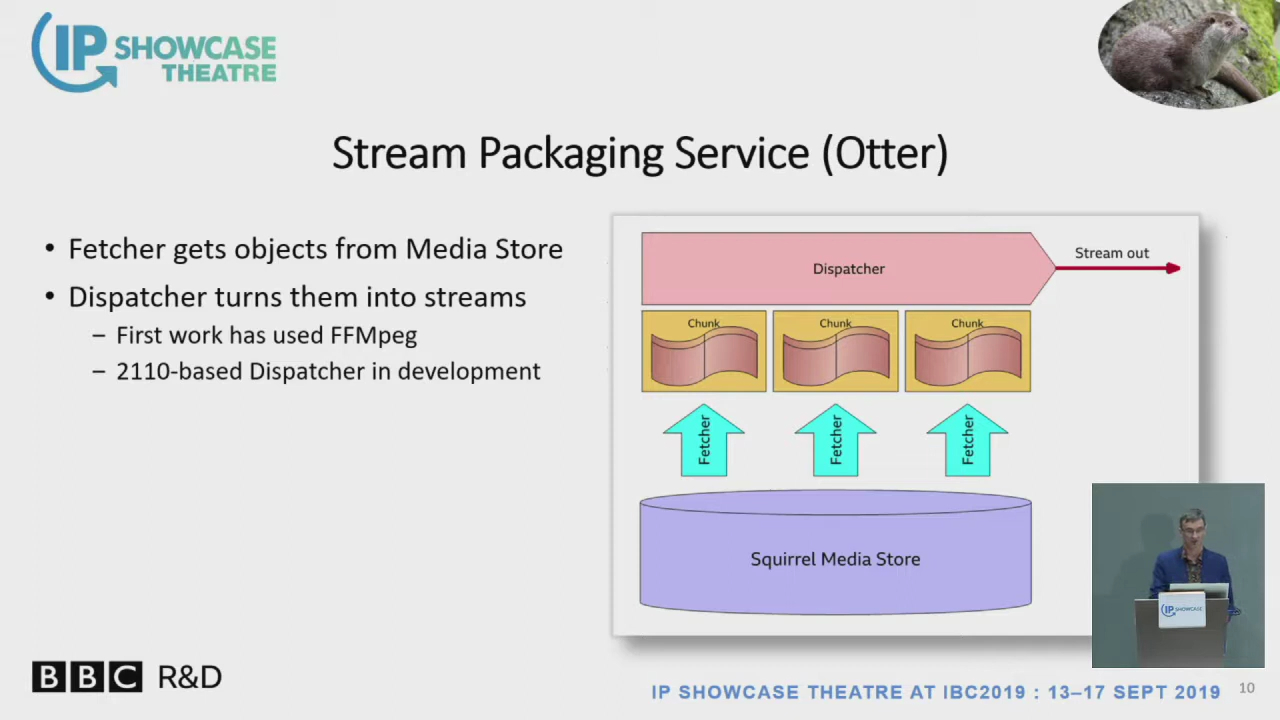 IP SHOWCASE
THEATRE
Stream Packaging Service (Otter)
• Fetcher gets objects from Media Store
• Dispatcher turns them into streams
– First work has used FFMpeg
– 2110-based Dispatcher in development
Dispatcher
Stream out
Chunk
Chunk
Chunk
Fetcher
Fetcher
Fetcher
Squirrel Media Store
IP SHOWCASE
BBC R&D
IP SHOWCASE THEATRE AT IBC2019 : 13–17 SEPT 2019
10